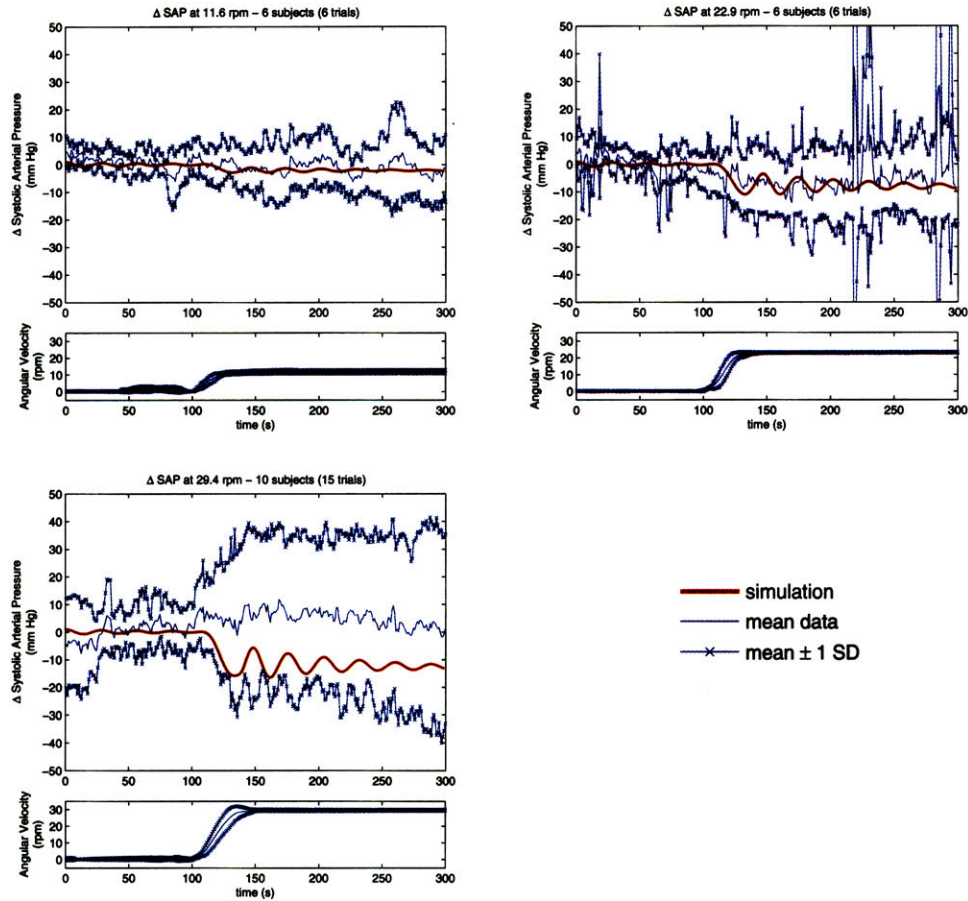 Δ SAP at 11.6 rpm – 6 subjects (6 trials)
Δ Systolic Arterial Pressure
(mm Hg)
50
40
30
20
10
0
−10
−20
−30
−40
−50
0 50 100 150 200 250 300
Angular Velocity
(rpm)
30
20
10
0
0 50 100 150 200 250 300
time (s)
Δ SAP at 22.9 rpm – 6 subjects (6 trials)
Δ Systolic Arterial Pressure
(mm Hg)
50
40
30
20
10
0
−10
−20
−30
−40
−50
0 50 100 150 200 250 300
Angular Velocity
(rpm)
30
20
10
0
0 50 100 150 200 250 300
time (s)
Δ SAP at 29.4 rpm – 10 subjects (15 trials)
Δ Systolic Arterial Pressure
(mm Hg)
50
40
30
20
10
0
−10
−20
−30
−40
−50
0 50 100 150 200 250 300
Angular Velocity
(rpm)
30
20
10
0
0 50 100 150 200 250 300
time (s)
simulation
mean data
mean ± 1 SD